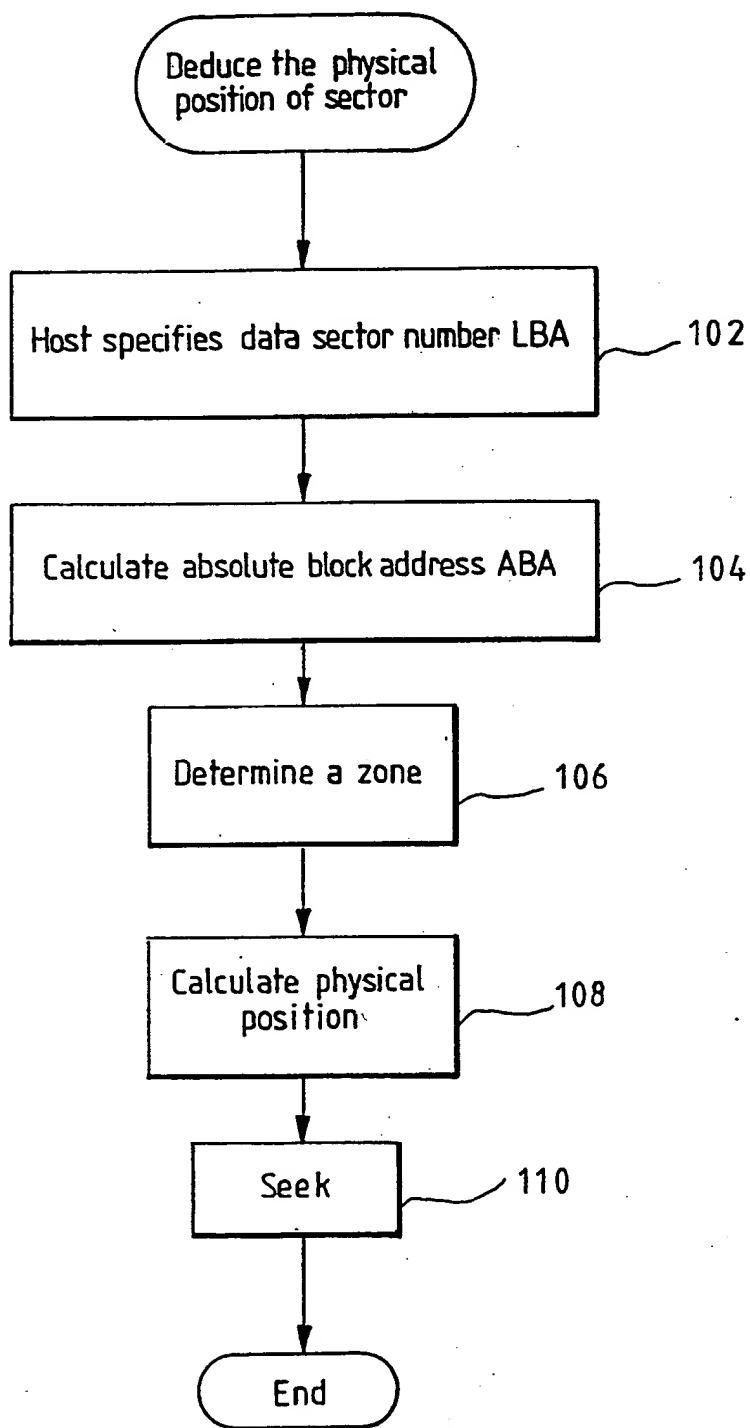 Deduce the physical
position of sector
Host specifies data sector number LBA
102
Calculate absolute block address ABA
104
Determine a zone
106
Calculate physical
position
108
Seek
110
End